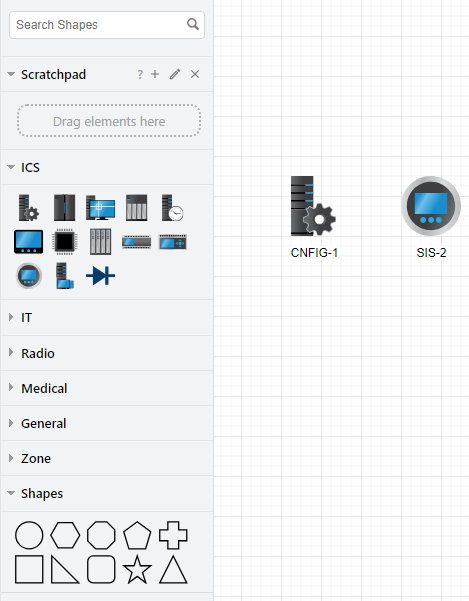 Search Shapes
Scratchpad
?
Drag elements here
ICS
IT
Radio
Medical
General
Zone
Shapes
CNFIG-1
SIS-2